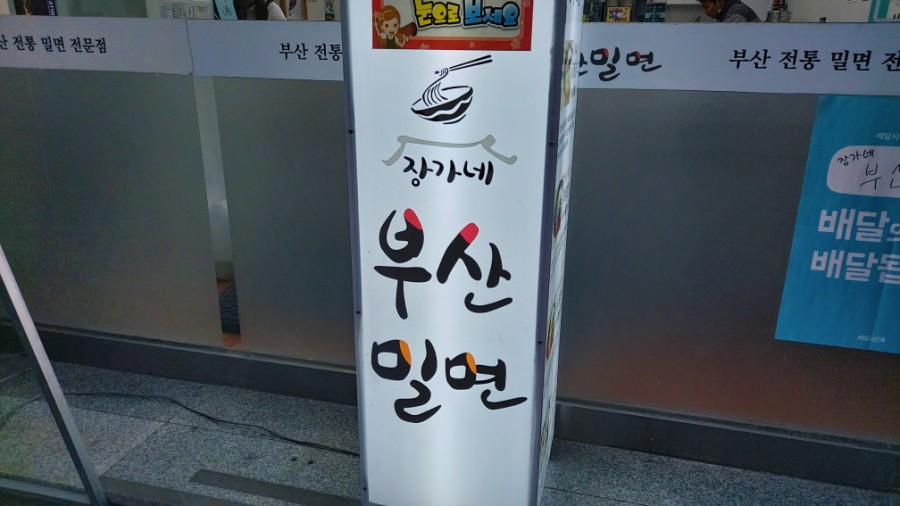 눈으로 보세요
산 전통 밀면 전문점
부산 전통
산밀면
부산 전통 밀면 전
장가네
부산
밀면
장가네
부산
배달의
배달돌